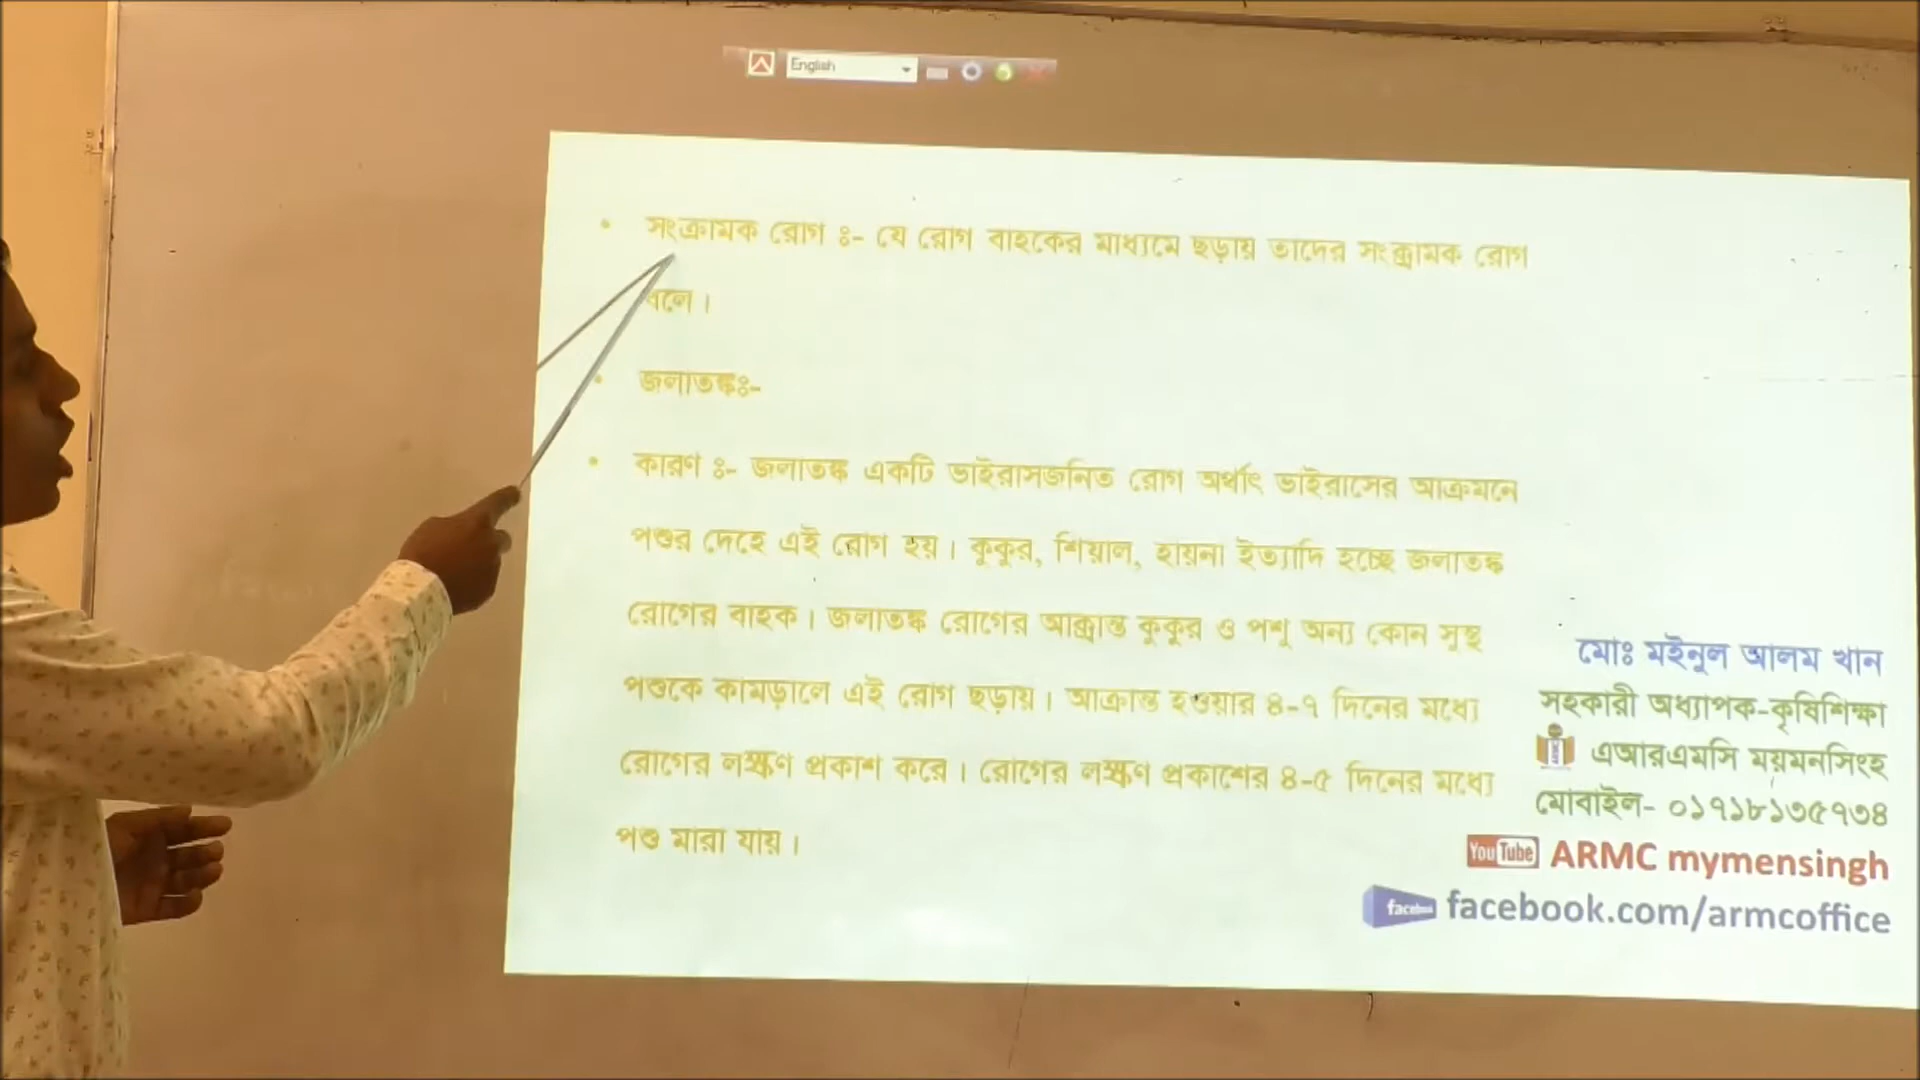 English
• সংক্রামক রোগ ঃ- যে রোগ বাহকের মাধ্যমে ছড়ায় তাদের সংক্রামক রোগ
বলে।
• জলাতঙ্কঃ-
• কারণ ঃ- জলাতঙ্ক একটি ভাইরাসজনিত রোগ অর্থাৎ ভাইরাসের আক্রমনে
পশুর দেহে এই রোগ হয়। কুকুর, শিয়াল, হায়না ইত্যাদি হচ্ছে জলাতঙ্ক
রোগের বাহক। জলাতঙ্ক রোগের আক্রান্ত কুকুর ও পশু অন্য কোন সুস্থ
পশুকে কামড়ালে এই রোগ ছড়ায়। আক্রান্ত হওয়ার ৪-৭ দিনের মধ্যে
রোগের লক্ষণ প্রকাশ করে। রোগের লক্ষণ প্রকাশের ৪-৫ দিনের মধ্যে
পশু মারা যায়।
মোঃ মইনুল আলম খান
সহকারী অধ্যাপক-কৃষিশিক্ষা
এআরএমসি ময়মনসিংহ
মোবাইল- ০১৭১৮১৩৫৭৩৪
YouTube ARMC mymensingh
facebook facebook.com/armcoffice